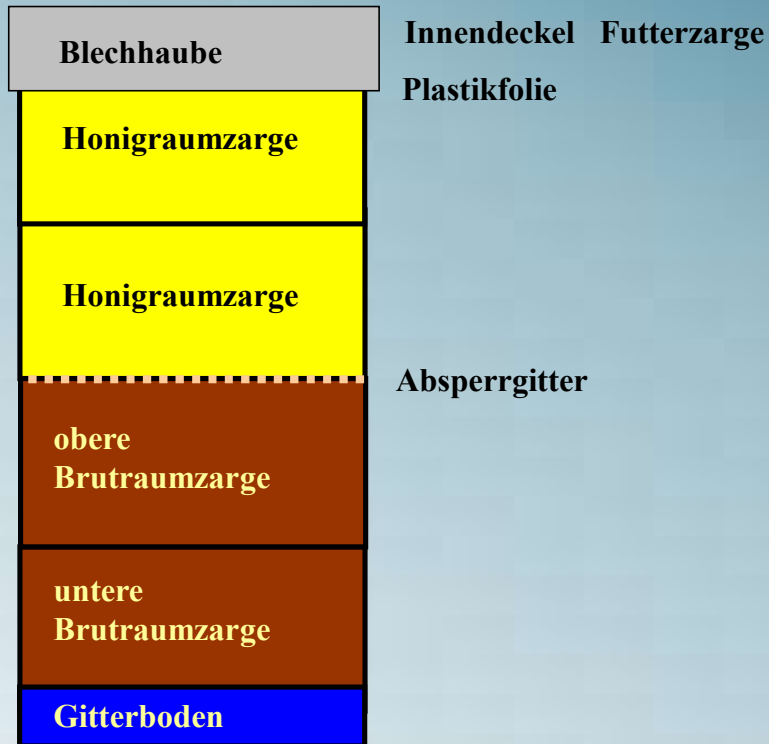 Blechhaube
Innendeckel Futterzarge
Plastikfolie
Honigraumzarge
Honigraumzarge
Absperrgitter
obere
Brutraumzarge
untere
Brutraumzarge
Gitterboden